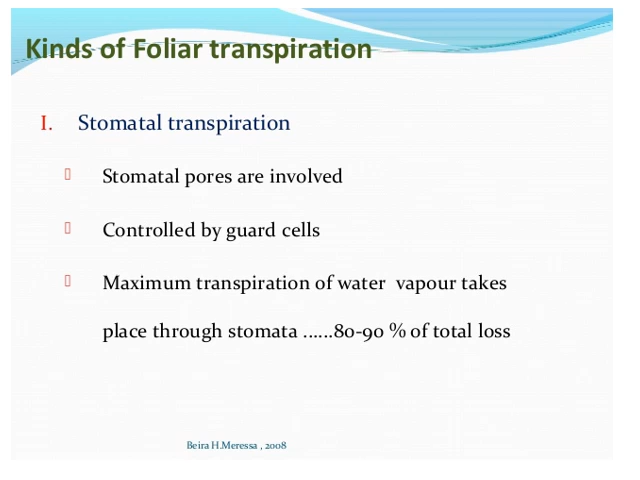 Kinds of Foliar transpiration
I. Stomatal transpiration
Stomatal pores are involved
Controlled by guard cells
Maximum transpiration of water vapour takes
place through stomata ......80-90 % of total loss
Beira H.Meressa , 2008